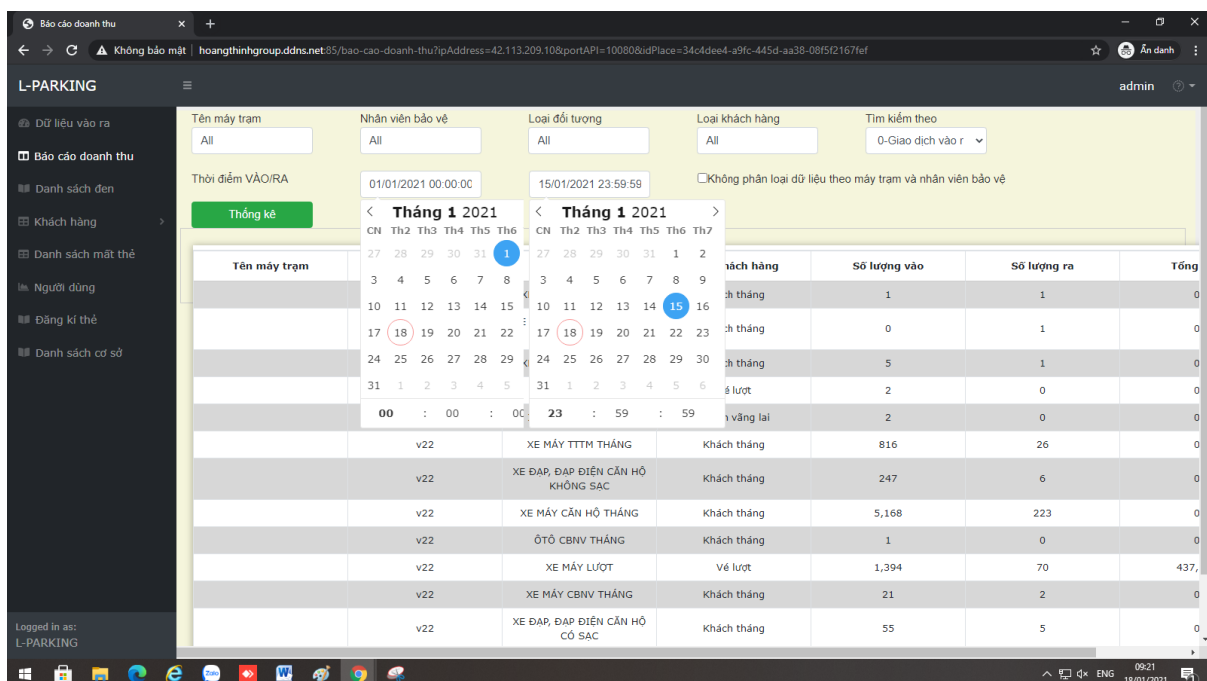 Báo cáo doanh thu
Không bảo mật | hoangthinhgroup.ddns.net:85/bao-cao-doanh-thu?ipAddress=42.113.209.10&portAPI=10080&idPlace=34c4dee4-a9fc-445d-aa38-08f5f2167fef
Ẩn danh
L-PARKING
admin
Dữ liệu vào ra
Báo cáo doanh thu
Danh sách đen
Khách hàng
Danh sách mất thẻ
Người dùng
Đăng kí thẻ
Danh sách cơ sở
Logged in as:
L-PARKING
Tên máy trạm Nhân viên bảo vệ Loại đối tượng Loại khách hàng Tìm kiếm theo
All All All All 0-Giao dịch vào r
Thời điểm VÀO/RA 01/01/2021 00:00:00 15/01/2021 23:59:59 Không phân loại dữ liệu theo máy trạm và nhân viên bảo vệ
Thống kê
Tháng 1 2021
CN Th2 Th3 Th4 Th5 Th6
27 28 29 30 31 1
3 4 5 6 7 8
10 11 12 13 14 15
17 18 19 20 21 22
24 25 26 27 28 29
31 1 2 3 4 5
00 : 00 : 00
Tháng 1 2021
CN Th2 Th3 Th4 Th5 Th6 Th7
27 28 29 30 31 1 2
3 4 5 6 7 8 9
10 11 12 13 14 15 16
17 18 19 20 21 22 23
24 25 26 27 28 29 30
31 1 2 3 4 5 6
23 : 59 : 59
Tên máy trạm hách hàng Số lượng vào Số lượng ra Tổng
ch tháng 1 1 0
ch tháng 0 1 0
ch tháng 5 1 0
é lượt 2 0 0
vãng lai 2 0 0
v22 XE MÁY TTTM THÁNG Khách tháng 816 26 0
v22 XE ĐẠP, ĐẠP ĐIỆN CĂN HỘ
KHÔNG SẠC Khách tháng 247 6 0
v22 XE MÁY CĂN HỘ THÁNG Khách tháng 5,168 223 0
v22 ÔTÔ CBNV THÁNG Khách tháng 1 0 0
v22 XE MÁY LƯỢT Vé lượt 1,394 70 437,
v22 XE MÁY CBNV THÁNG Khách tháng 21 2 0
v22 XE ĐẠP, ĐẠP ĐIỆN CĂN HỘ
CÓ SẠC Khách tháng 55 5 0
Zalo
ENG
09:21
18/01/2021